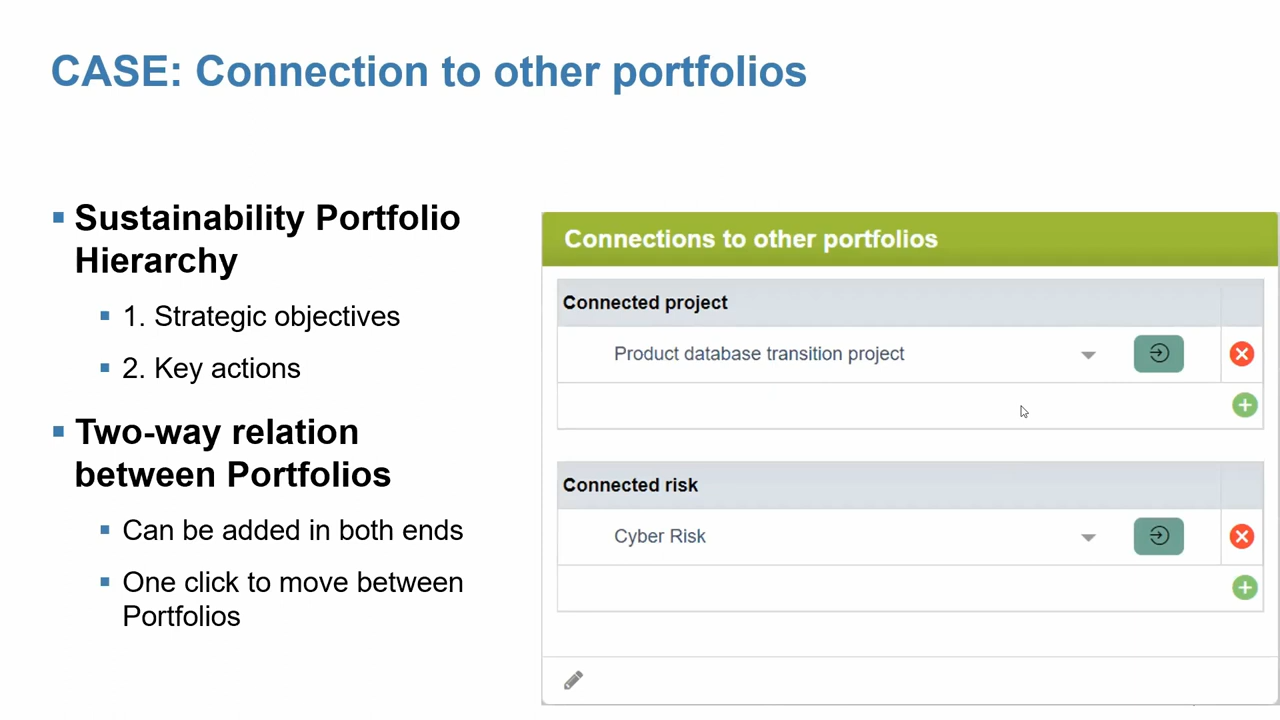 CASE: Connection to other portfolios
Sustainability Portfolio
Hierarchy
1. Strategic objectives
2. Key actions
Two-way relation
between Portfolios
Can be added in both ends
One click to move between
Portfolios
Connections to other portfolios
Connected project
Product database transition project
Connected risk
Cyber Risk